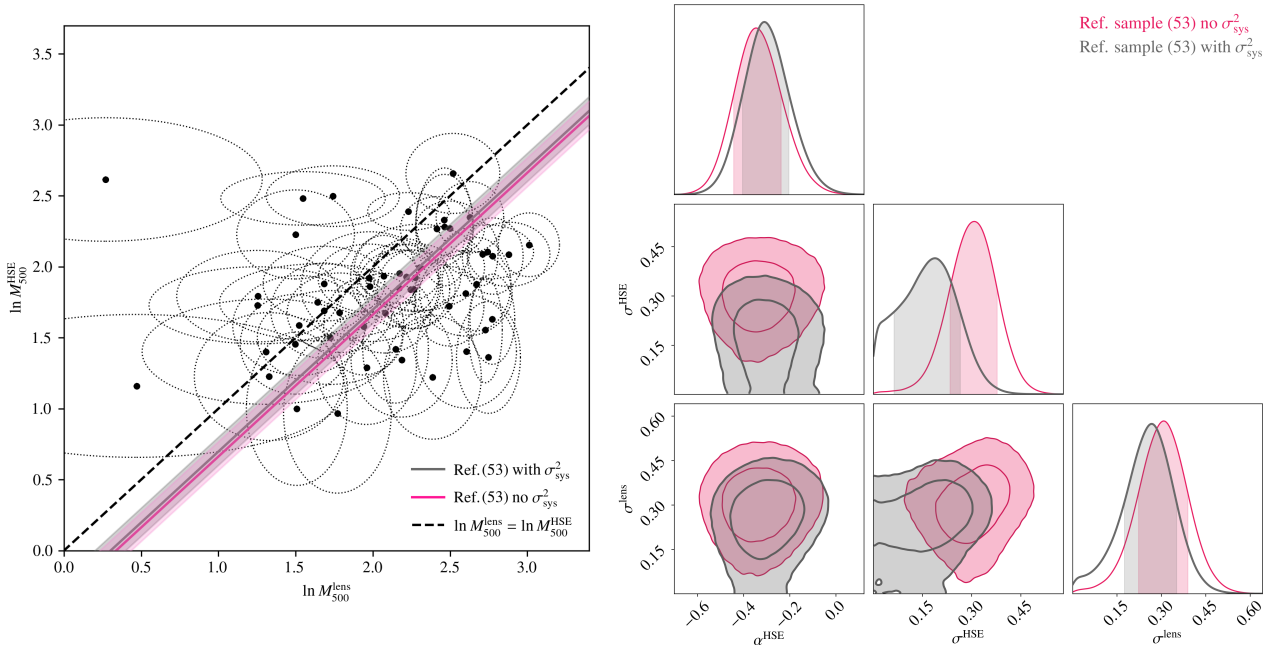 Ref. sample (53) no σ²sys
Ref. sample (53) with σ²sys
3.5
3.0
2.5
2.0
1.5
1.0
0.5
0.0
ln M^HSE_500
0.0 0.5 1.0 1.5 2.0 2.5 3.0
ln M^lens_500
Ref.(53) with σ²sys
Ref.(53) no σ²sys
ln M^lens_500 = ln M^HSE_500
0.45
0.30
0.15
σ^HSE
0.60
0.45
0.30
0.15
σ^lens
−0.6 −0.4 −0.2 0.0
α^HSE
0.15 0.30 0.45
σ^HSE
0.15 0.30 0.45 0.60
σ^lens